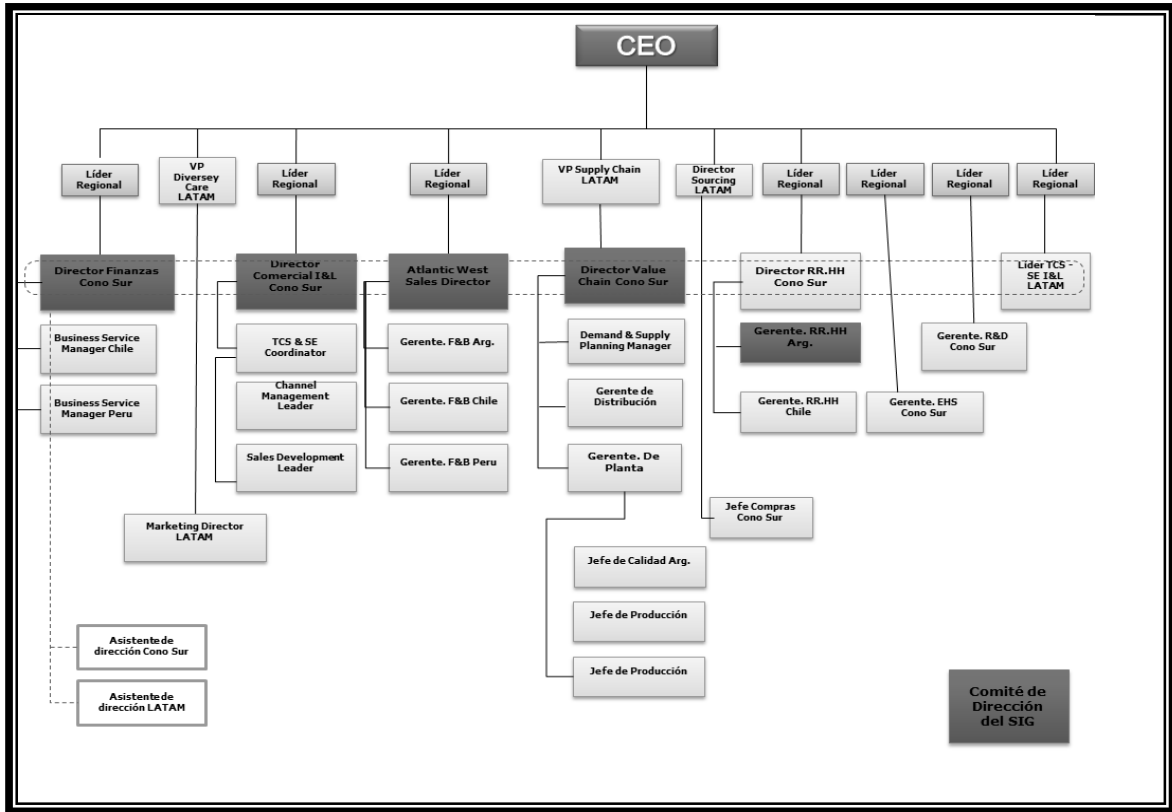 CEO
Líder
Regional
VP
Diversey
Care
LATAM
Líder
Regional
Líder
Regional
VP Supply Chain
LATAM
Director
Sourcing
LATAM
Líder
Regional
Líder
Regional
Líder
Regional
Líder
Regional
Director Finanzas
Cono Sur
Director
Comercial I&L
Cono Sur
Atlantic West
Sales Director
Director Value
Chain Cono Sur
Director RR.HH
Cono Sur
Lider TCS -
SE I&L
LATAM
Business Service
Manager Chile
TCS & SE
Coordinator
Gerente. F&B Arg.
Demand & Supply
Planning Manager
Gerente. RR.HH
Arg.
Gerente. R&D
Cono Sur
Business Service
Manager Peru
Channel
Management
Leader
Gerente. F&B Chile
Gerente de
Distribución
Gerente. RR.HH
Chile
Gerente. EHS
Cono Sur
Sales Development
Leader
Gerente. F&B Peru
Gerente. De
Planta
Marketing Director
LATAM
Jefe Compras
Cono Sur
Jefe de Calidad Arg.
Jefe de Producción
Jefe de Producción
Asistente de
dirección Cono Sur
Asistente de
dirección LATAM
Comité de
Dirección
del SIG